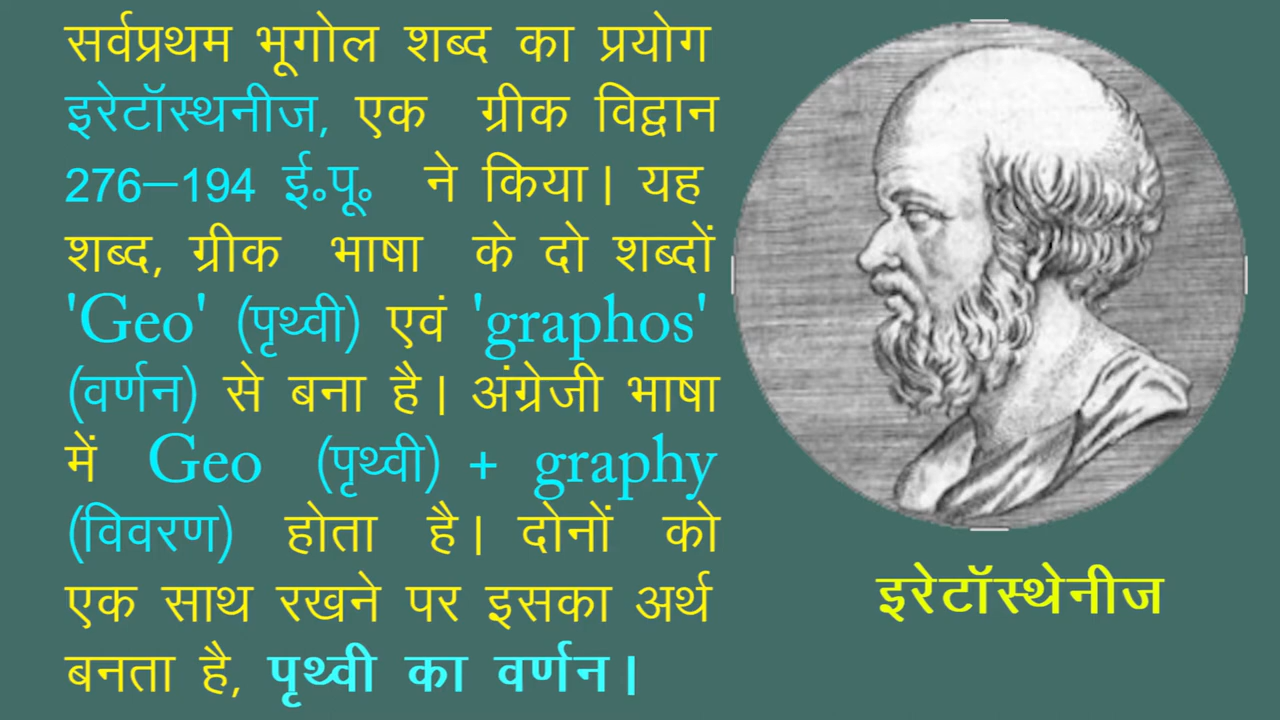 सर्वप्रथम भूगोल शब्द का प्रयोग
इरेटॉस्थनीज, एक ग्रीक विद्वान
276–194 ई॰पू॰ ने किया। यह
शब्द, ग्रीक भाषा के दो शब्दों
'Geo' (पृथ्वी) एवं 'graphos'
(वर्णन) से बना है। अंग्रेजी भाषा
में Geo (पृथ्वी) + graphy
(विवरण) होता है। दोनों को
एक साथ रखने पर इसका अर्थ
बनता है, पृथ्वी का वर्णन।
इरेटॉस्थेनीज